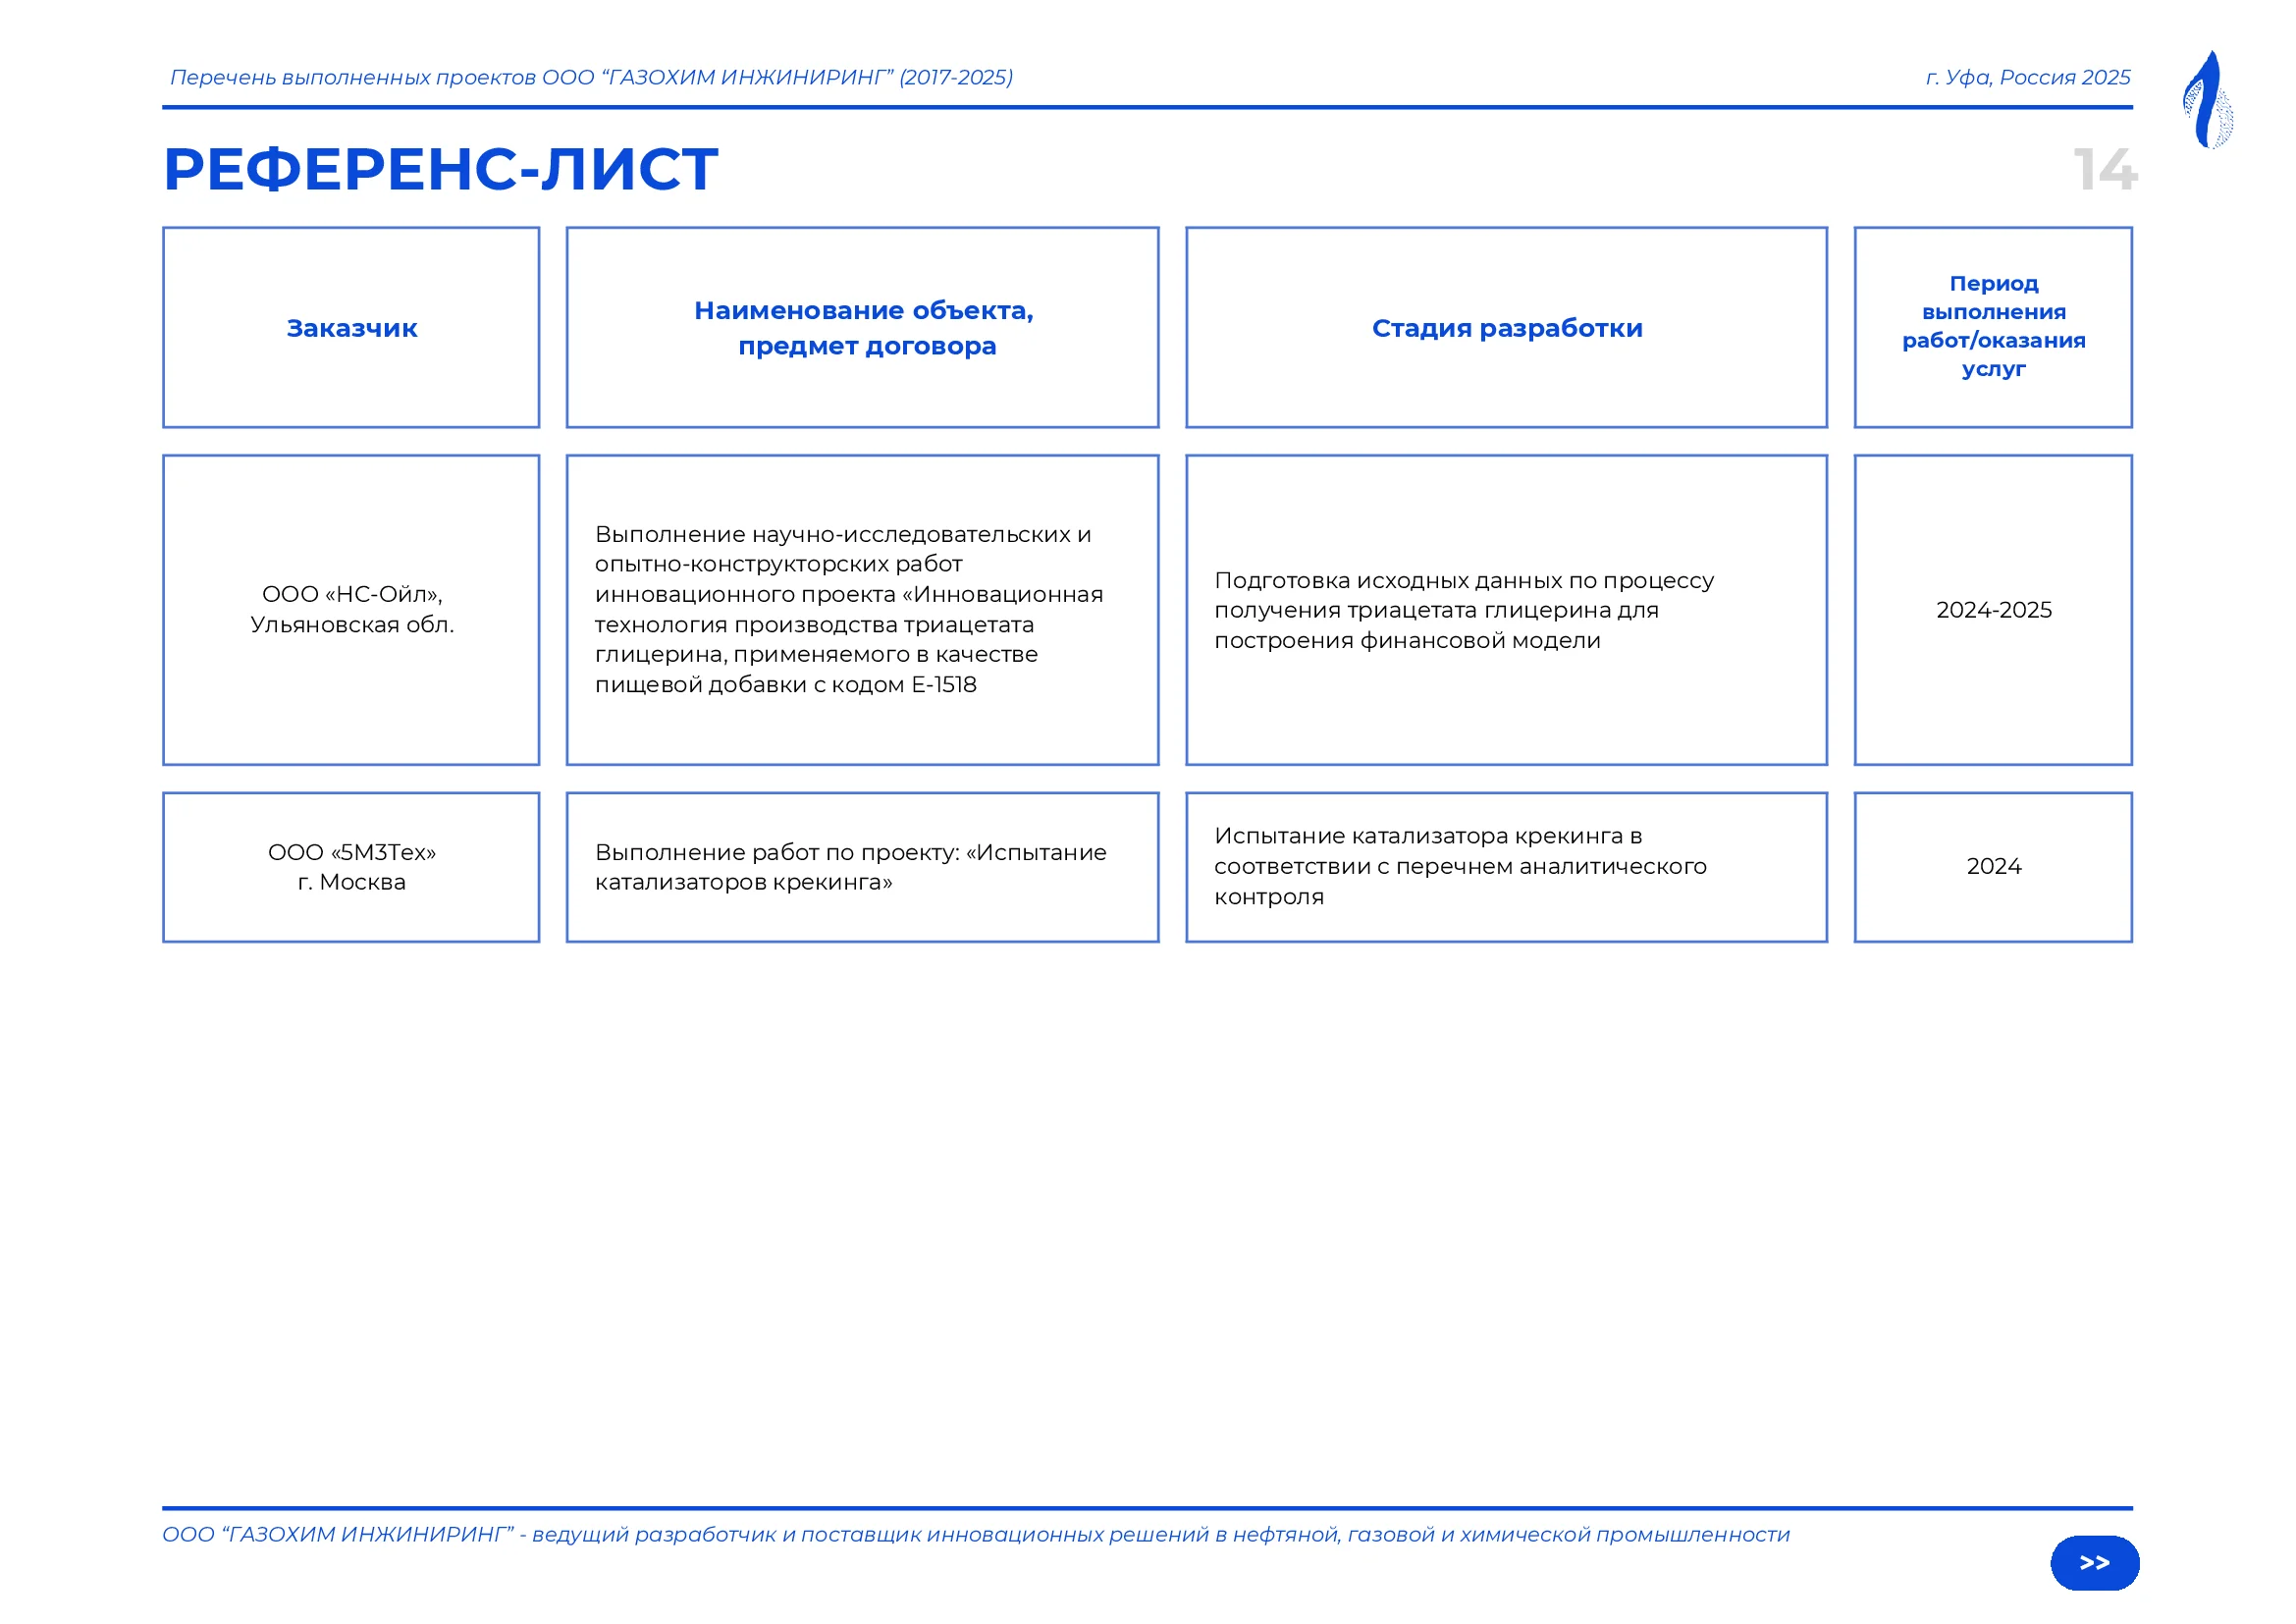 Перечень выполненных проектов ООО “ГАЗОХИМ ИНЖИНИРИНГ” (2017-2025)
г. Уфа, Россия 2025
РЕФЕРЕНС-ЛИСТ
14
Заказчик
Наименование объекта,
предмет договора
Стадия разработки
Период
выполнения
работ/оказания
услуг
ООО «НС-Ойл»,
Ульяновская обл.
Выполнение научно-исследовательских и
опытно-конструкторских работ
инновационного проекта «Инновационная
технология производства триацетата
глицерина, применяемого в качестве
пищевой добавки с кодом Е-1518
Подготовка исходных данных по процессу
получения триацетата глицерина для
построения финансовой модели
2024-2025
ООО «5М3Тех»
г. Москва
Выполнение работ по проекту: «Испытание
катализаторов крекинга»
Испытание катализатора крекинга в
соответствии с перечнем аналитического
контроля
2024
ООО “ГАЗОХИМ ИНЖИНИРИНГ” - ведущий разработчик и поставщик инновационных решений в нефтяной, газовой и химической промышленности
>>